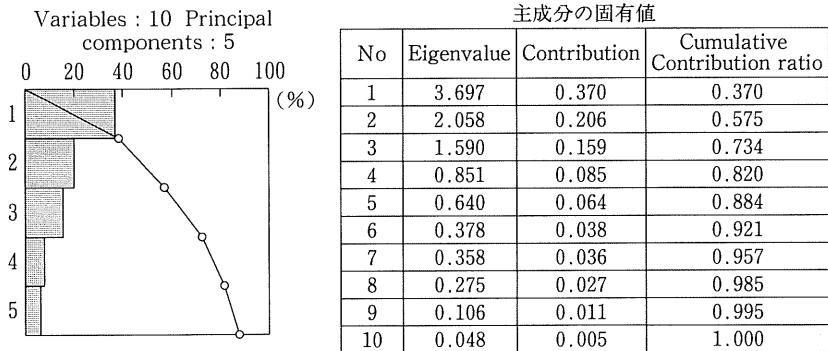 Variables : 10 Principal
components : 5
0 20 40 60 80 100
(%)
1
2
3
4
5
主成分の固有値
No Eigenvalue Contribution Cumulative Contribution ratio
1 3.697 0.370 0.370
2 2.058 0.206 0.575
3 1.590 0.159 0.734
4 0.851 0.085 0.820
5 0.640 0.064 0.884
6 0.378 0.038 0.921
7 0.358 0.036 0.957
8 0.275 0.027 0.985
9 0.106 0.011 0.995
10 0.048 0.005 1.000